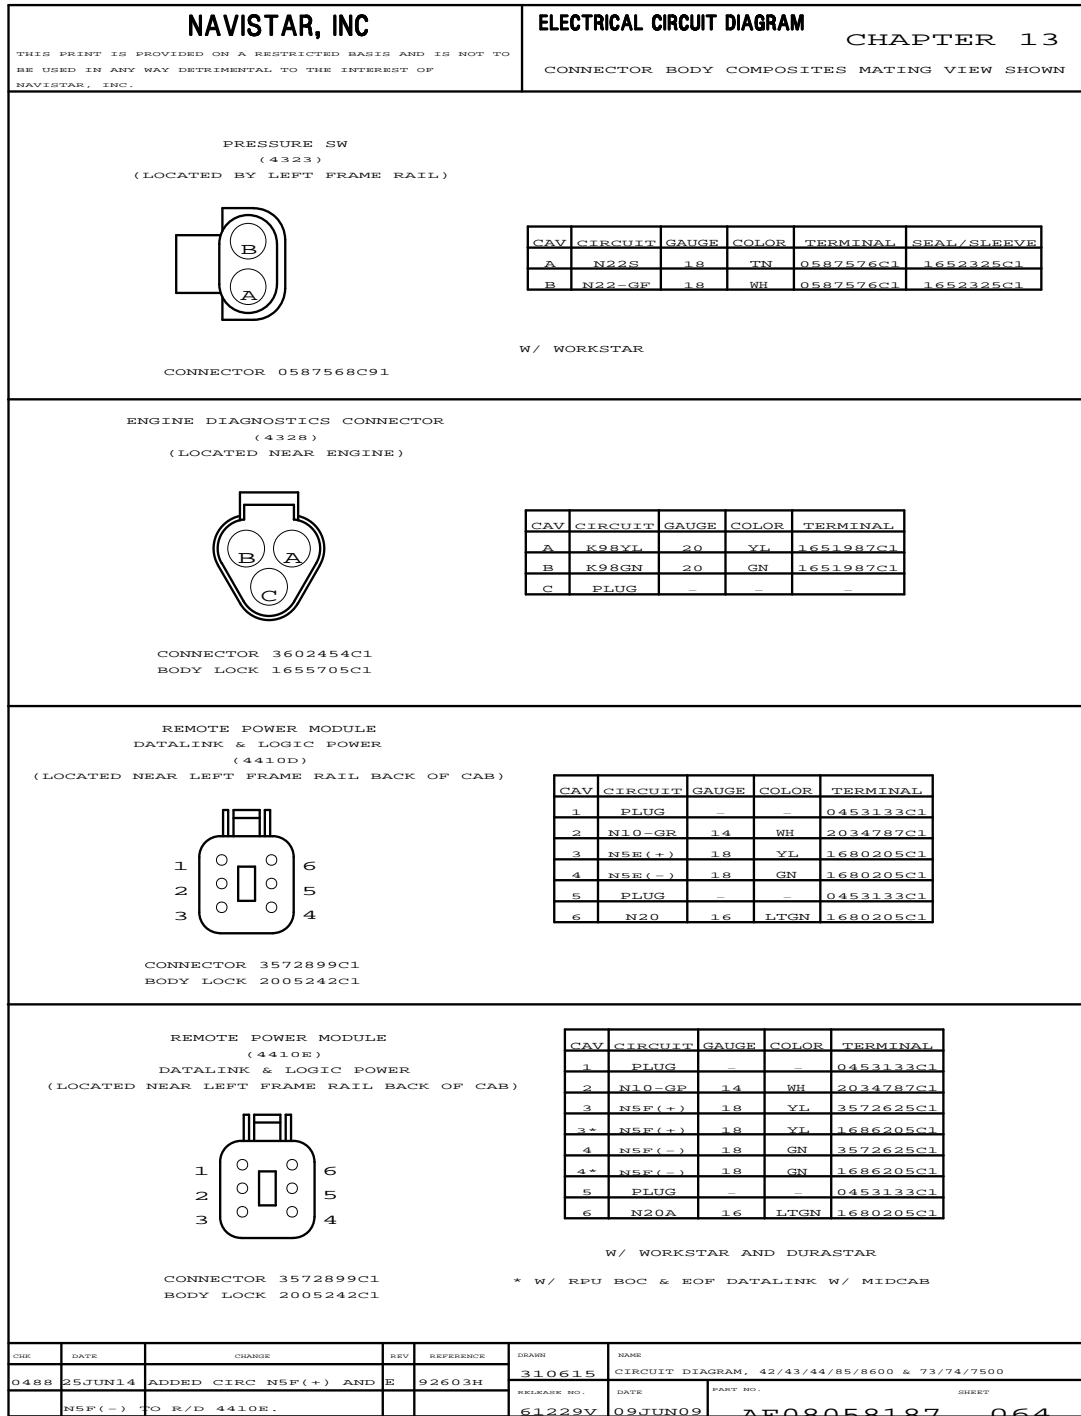 NAVISTAR, INC
THIS PRINT IS PROVIDED ON A RESTRICTED BASIS AND IS NOT TO
BE USED IN ANY WAY DETRIMENTAL TO THE INTEREST OF
NAVISTAR, INC.
ELECTRICAL CIRCUIT DIAGRAM
CHAPTER 13
CONNECTOR BODY COMPOSITES MATING VIEW SHOWN
PRESSURE SW
(4323)
(LOCATED BY LEFT FRAME RAIL)
B
A
CONNECTOR 0587568C91
CAV CIRCUIT GAUGE COLOR TERMINAL SEAL/SLEEVE
A N22S 18 TN 0587576C1 1652325C1
B N22-GF 18 WH 0587576C1 1652325C1
W/ WORKSTAR
ENGINE DIAGNOSTICS CONNECTOR
(4328)
(LOCATED NEAR ENGINE)
B A
C
CONNECTOR 3602454C1
BODY LOCK 1655705C1
CAV CIRCUIT GAUGE COLOR TERMINAL
A K98YL 20 YL 1651987C1
B K98GN 20 GN 1651987C1
C PLUG - - -
REMOTE POWER MODULE
DATALINK & LOGIC POWER
(4410D)
(LOCATED NEAR LEFT FRAME RAIL BACK OF CAB)
1 6
2 5
3 4
CONNECTOR 3572899C1
BODY LOCK 2005242C1
CAV CIRCUIT GAUGE COLOR TERMINAL
1 PLUG - - 0453133C1
2 N10-GR 14 WH 2034787C1
3 N5E(+) 18 YL 1680205C1
4 N5E(-) 18 GN 1680205C1
5 PLUG - - 0453133C1
6 N20 16 LTGN 1680205C1
REMOTE POWER MODULE
(4410E)
DATALINK & LOGIC POWER
(LOCATED NEAR LEFT FRAME RAIL BACK OF CAB)
1 6
2 5
3 4
CONNECTOR 3572899C1
BODY LOCK 2005242C1
CAV CIRCUIT GAUGE COLOR TERMINAL
1 PLUG - - 0453133C1
2 N10-GP 14 WH 2034787C1
3 N5F(+) 18 YL 3572625C1
3* N5F(+) 18 YL 1686205C1
4 N5F(-) 18 GN 3572625C1
4* N5F(-) 18 GN 1686205C1
5 PLUG - - 0453133C1
6 N20A 16 LTGN 1680205C1
W/ WORKSTAR AND DURASTAR
* W/ RPU BOC & EOF DATALINK W/ MIDCAB
CHK DATE CHANGE REV REFERENCE
0488 25JUN14 ADDED CIRC N5F(+) AND E 92603H
N5F(-) TO R/D 4410E.
DRAWN NAME
310615 CIRCUIT DIAGRAM, 42/43/44/85/8600 & 73/74/7500
RELEASE NO. DATE PART NO. SHEET
61229V 09JUN09 AF08058187 064